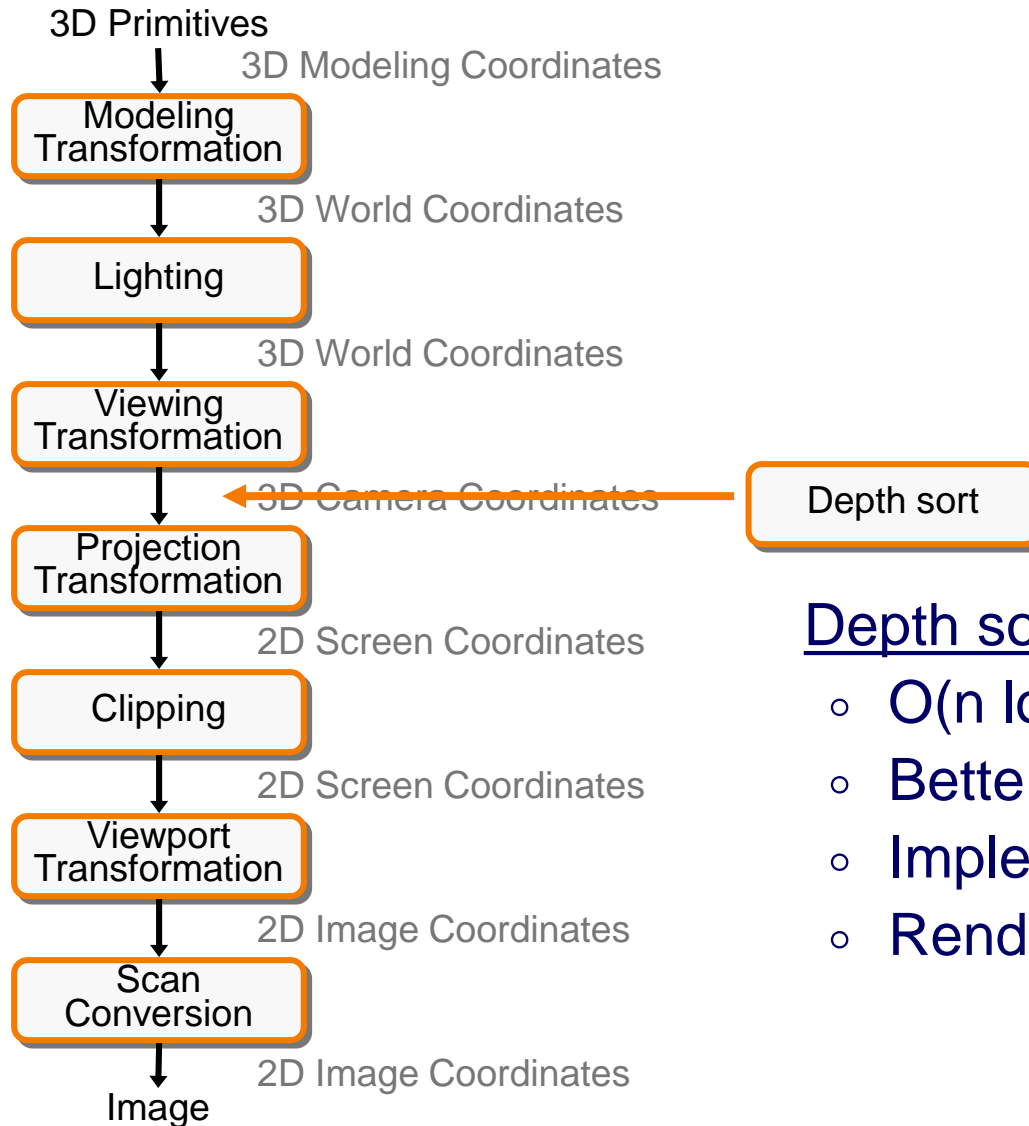 3D Primitives
3D Modeling Coordinates
Modeling
Transformation
3D World Coordinates
Lighting
3D World Coordinates
Viewing
Transformation
3D Camera Coordinates
Depth sort
Projection
Transformation
2D Screen Coordinates
Depth
Clipping
O(n
2D Screen Coordinates
Viewport
Transformation
2D Image Coordinates
Scan
Conversion
2D Image Coordinates
Image